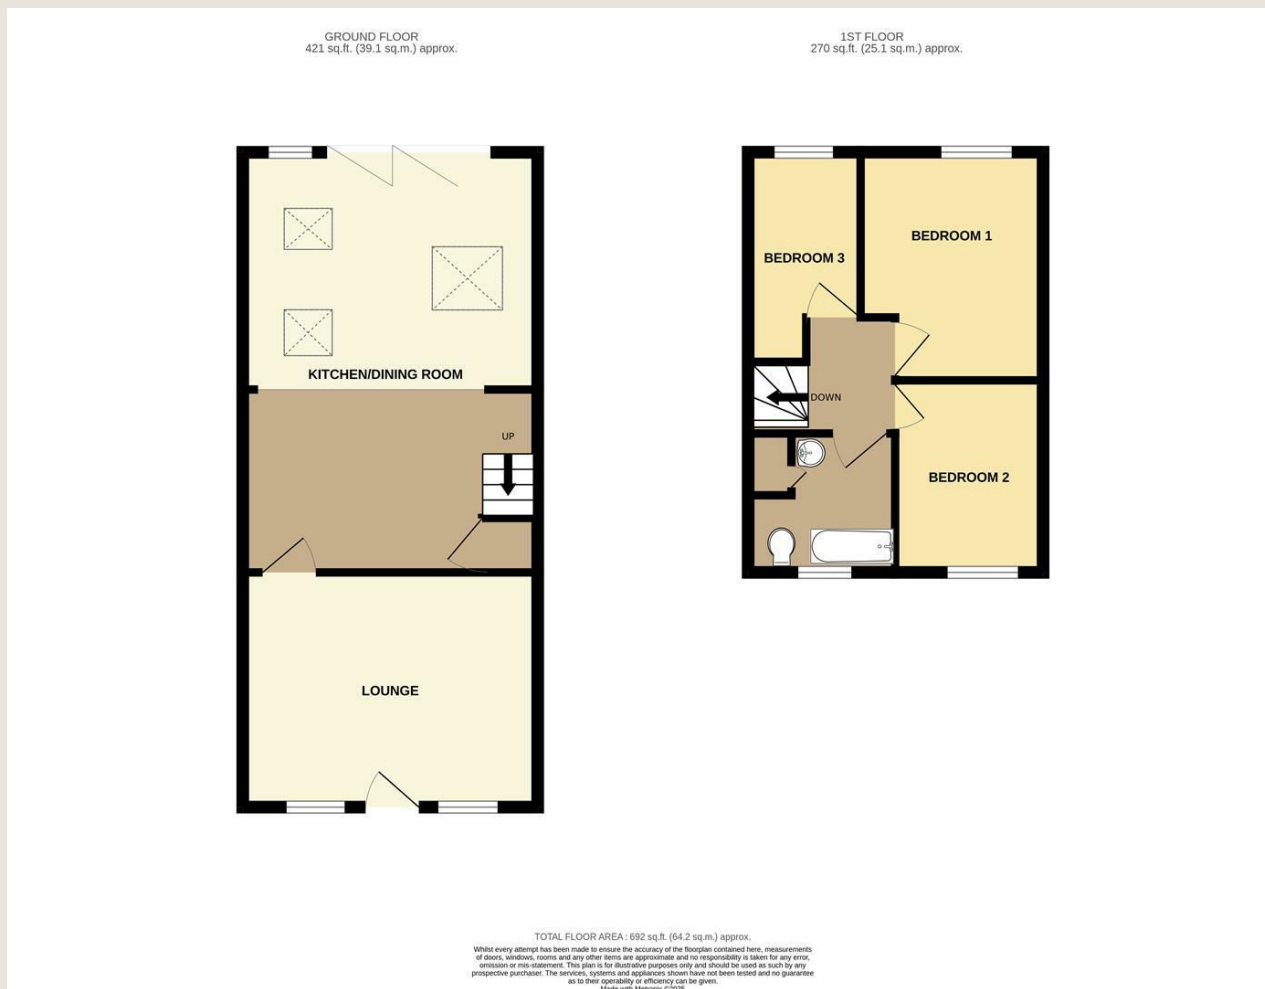 GROUND FLOOR
421 sq.ft. (39.1 sq.m.) approx.
1ST FLOOR
270 sq.ft. (25.1 sq.m.) approx.
BEDROOM 1
BEDROOM 3
KITCHEN/DINING ROOM
DOWN
UP
BEDROOM 2
LOUNGE
TOTAL FLOOR AREA : 692 sq.ft. (64.2 sq.m.) approx.
Whilst every attempt has been made to ensure the accuracy of the floorplan contained here, measurements
of doors, windows, rooms and any other items are approximate and no responsibility is taken for any error,
omission or mis-statement. This plan is for illustrative purposes only and should be used as such by any
prospective purchaser. The services, systems and appliances shown have not been tested and no guarantee
as to their operability or efficiency can be given.
Made with Metropix ©2025